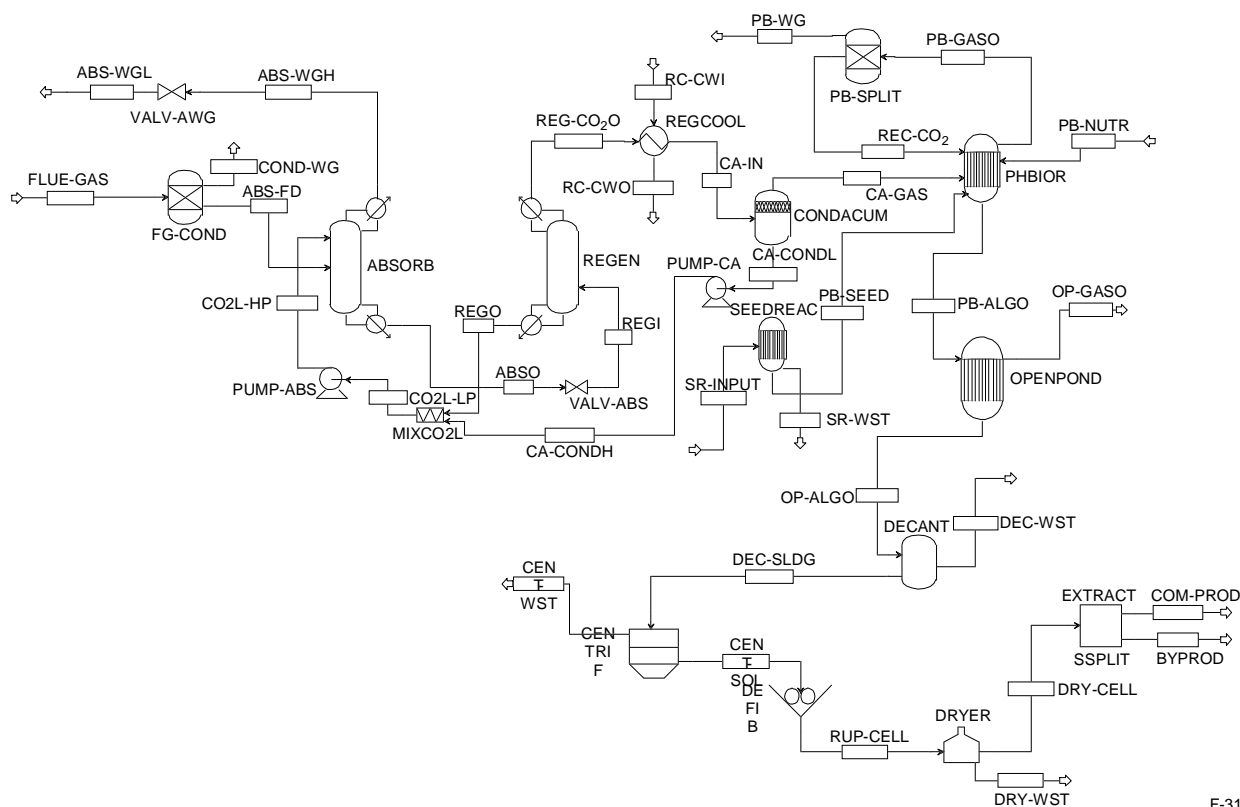 PB-WG
PB-GASO
PB-SPLIT
ABS-WGL
ABS-WGH
VALV-AWG
RC-CWI
REG-CO₂O
REGCOOL
REC-CO₂
PB-NUTR
COND-WG
FLUE-GAS
ABS-FD
FG-COND
CA-IN
RC-CWO
CA-GAS
PHBIOR
CONDACUM
ABSORB
REGEN
CA-CONDL
PUMP-CA
CO2L-HP
REGO
REGI
SEEDREAC
PB-SEED
PB-ALGO
OP-GASO
PUMP-ABS
ABSO
VALV-ABS
CO2L-LP
MIXCO2L
SR-INPUT
OPENPOND
SR-WST
CA-CONDH
OP-ALGO
DECANT
DEC-WST
DEC-SLDG
CEN
T-
WST
CEN
TRI
F
CEN
T-
SOL
DE
FI
B
EXTRACT
COM-PROD
SSPLIT
BYPROD
DRY-CELL
DRYER
RUP-CELL
DRY-WST
F-31